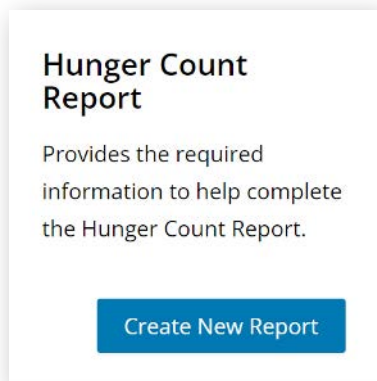 Hunger Count
Report
Provides the required
information to help complete
the Hunger Count Report.
Create New Report